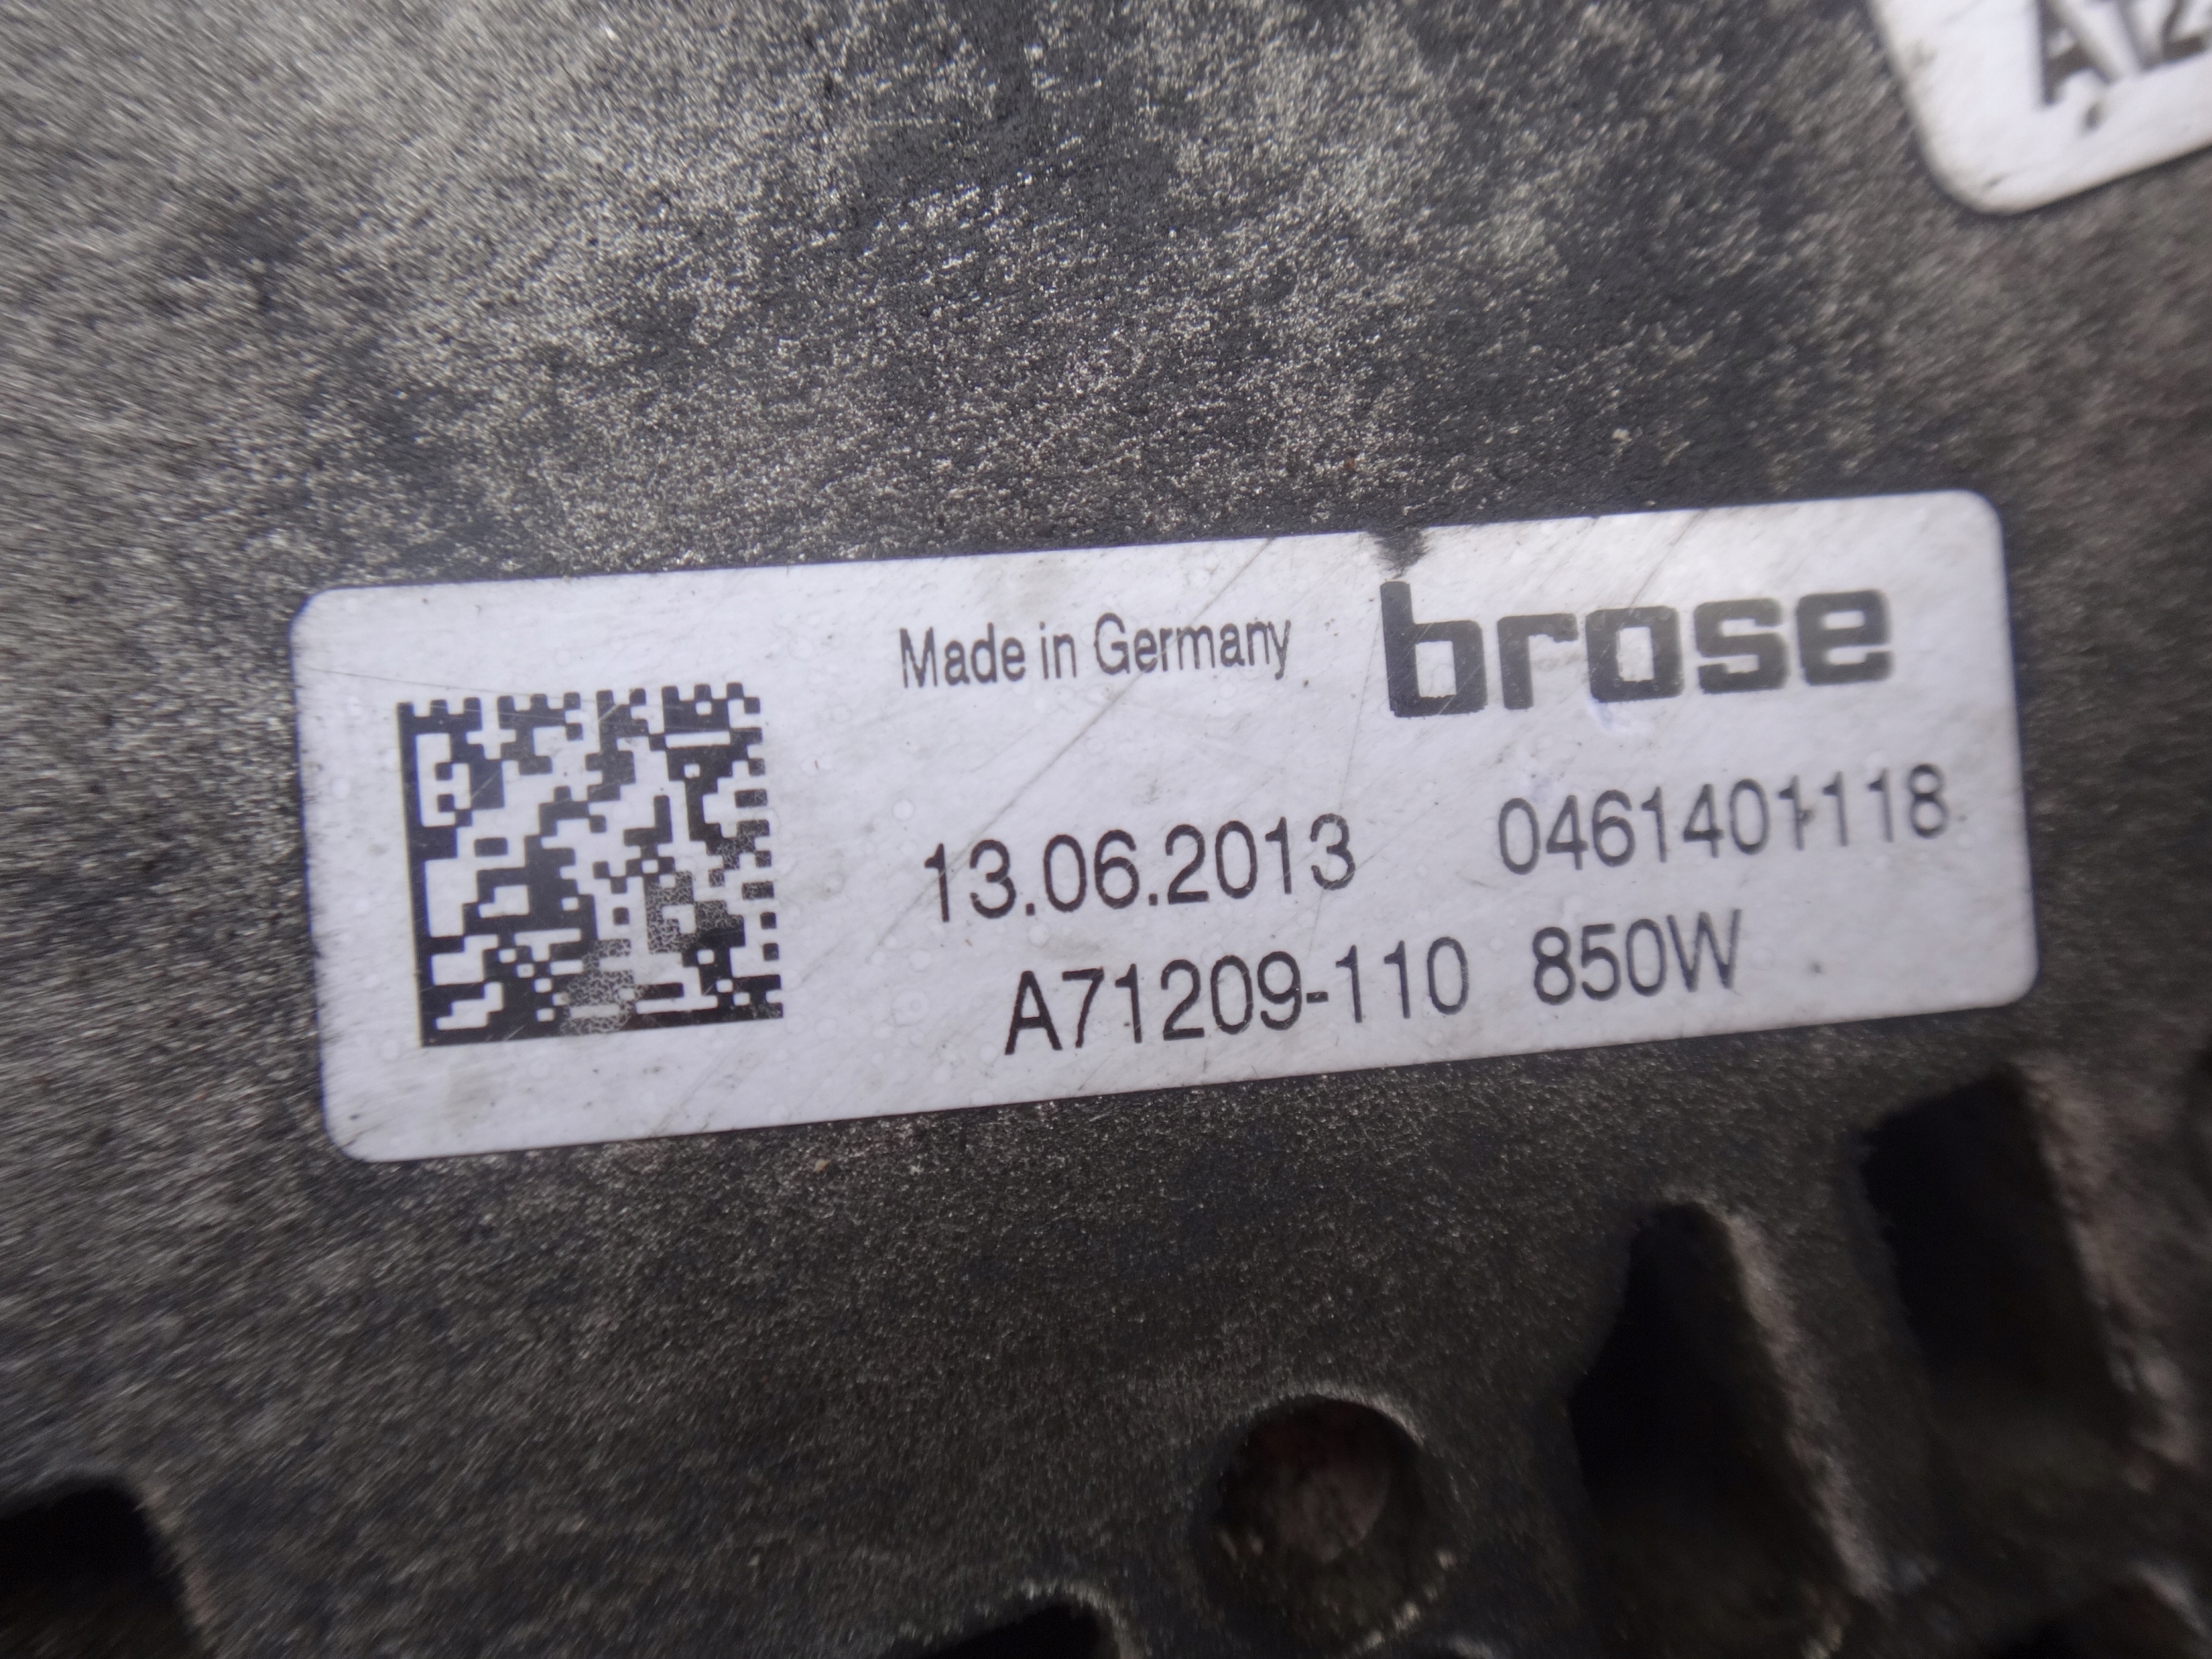 Made in Germany brose
13.06.2013 0461401118
A71209-110 850W